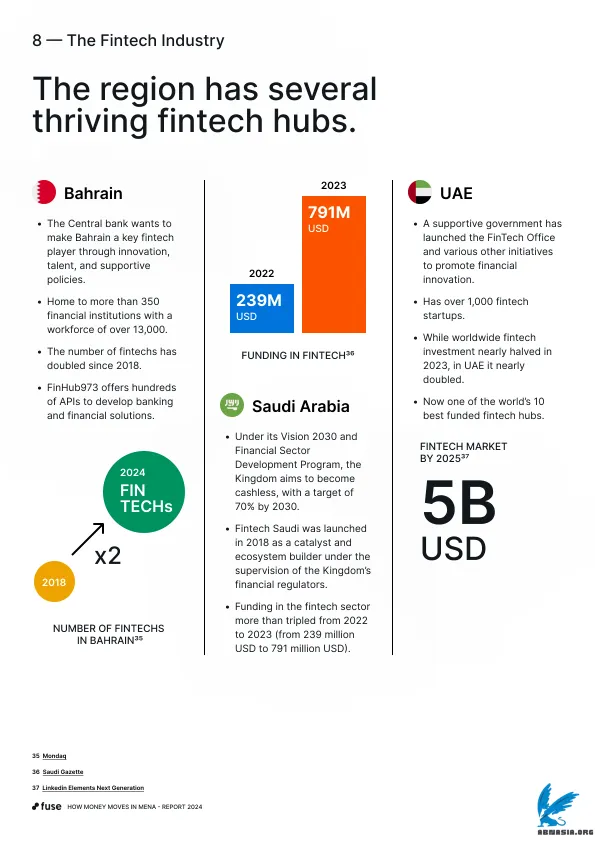 8 — The Fintech Industry
The region has several
thriving fintech hubs.
Bahrain
• The Central bank wants to
make Bahrain a key fintech
player through innovation,
talent, and supportive
policies.
• Home to more than 350
financial institutions with a
workforce of over 13,000.
• The number of fintechs has
doubled since 2018.
• FinHub973 offers hundreds
of APIs to develop banking
and financial solutions.
2024
FIN
TECHs
x2
2018
NUMBER OF FINTECHS
IN BAHRAIN³⁵
2023
791M
USD
2022
239M
USD
FUNDING IN FINTECH³⁶
Saudi Arabia
• Under its Vision 2030 and
Financial Sector
Development Program, the
Kingdom aims to become
cashless, with a target of
70% by 2030.
• Fintech Saudi was launched
in 2018 as a catalyst and
ecosystem builder under the
supervision of the Kingdom's
financial regulators.
• Funding in the fintech sector
more than tripled from 2022
to 2023 (from 239 million
USD to 791 million USD).
UAE
• A supportive government has
launched the FinTech Office
and various other initiatives
to promote financial
innovation.
• Has over 1,000 fintech
startups.
• While worldwide fintech
investment nearly halved in
2023, in UAE it nearly
doubled.
• Now one of the world's 10
best funded fintech hubs.
FINTECH MARKET
BY 2025³⁷
5B
USD
35 Mondaq
36 Saudi Gazette
37 Linkedin Elements Next Generation
fuse HOW MONEY MOVES IN MENA - REPORT 2024
ABNASIA.ORG